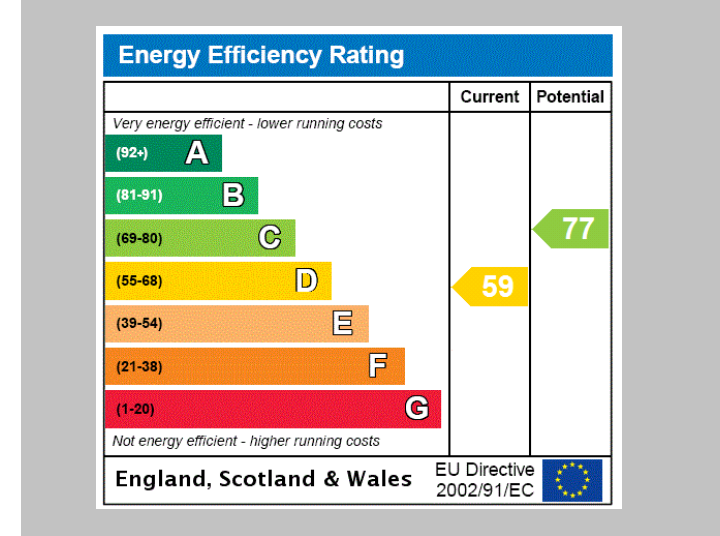 Energy Efficiency Rating
Current Potential
Very energy efficient - lower running costs
(92+) A
(81-91) B
(69-80) C
77
(55-68) D
59
(39-54) E
(21-38) F
(1-20) G
Not energy efficient - higher running costs
England, Scotland & Wales
EU Directive
2002/91/EC